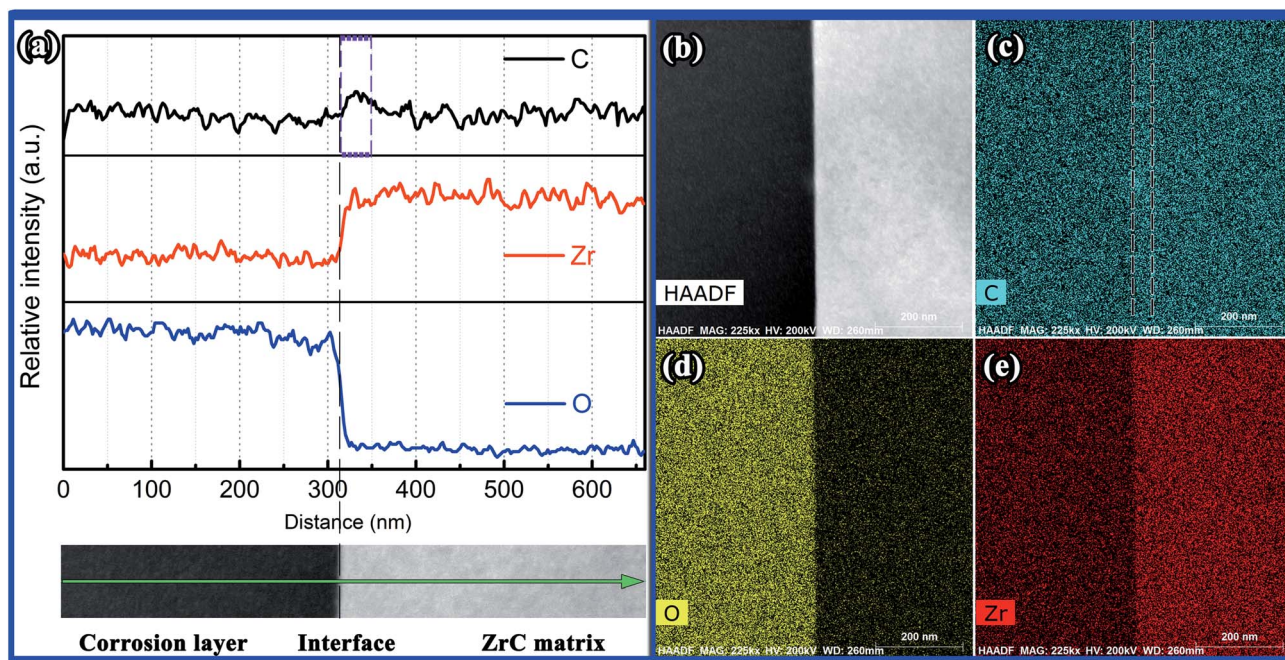 (a)
C
Zr
O
Relative intensity (a.u.)
0 100 200 300 400 500 600
Distance (nm)
Corrosion layer Interface ZrC matrix
(b)
HAADF
200 nm
HAADF MAG: 225kx HV: 200kV WD: 260mm
(c)
C
200 nm
HAADF MAG: 225kx HV: 200kV WD: 260mm
(d)
O
200 nm
HAADF MAG: 225kx HV: 200kV WD: 260mm
(e)
Zr
200 nm
HAADF MAG: 225kx HV: 200kV WD: 260mm